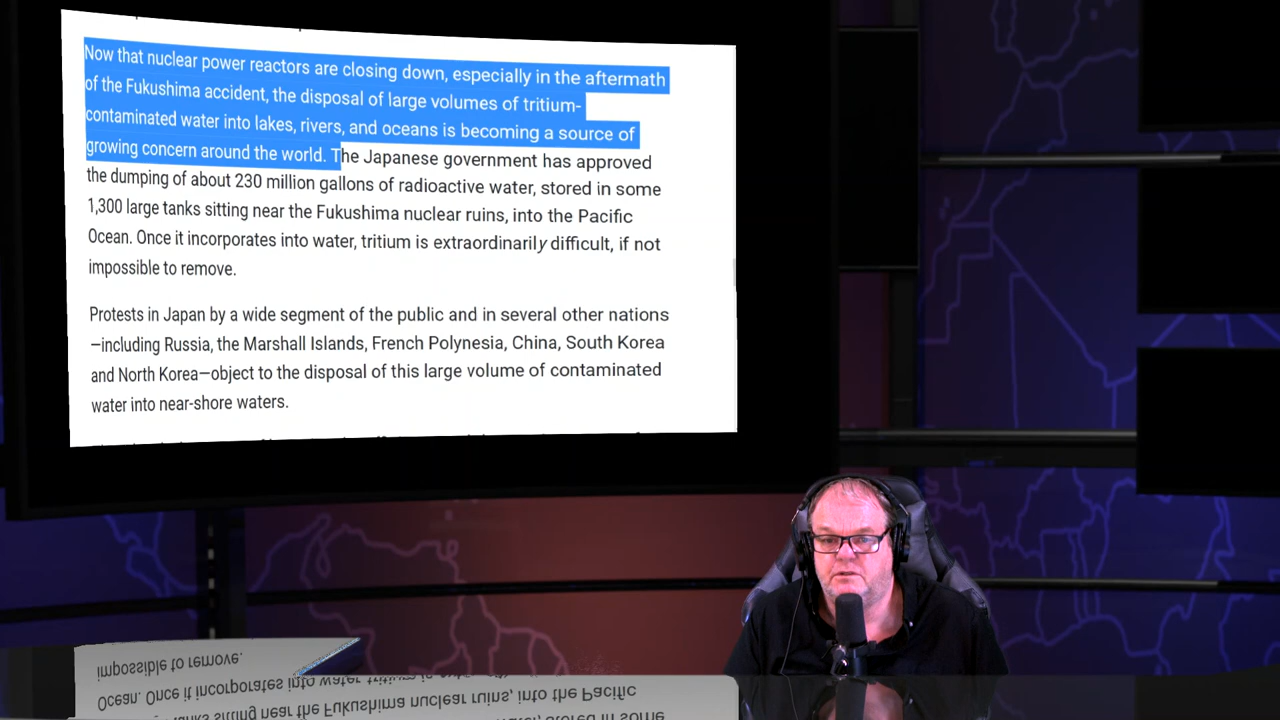 Now that nuclear power reactors are closing down, especially in the aftermath
of the Fukushima accident, the disposal of large volumes of tritium-
contaminated water into lakes, rivers, and oceans is becoming a source of
growing concern around the world. The Japanese government has approved
the dumping of about 230 million gallons of radioactive water, stored in some
1,300 large tanks sitting near the Fukushima nuclear ruins, into the Pacific
Ocean. Once it incorporates into water, tritium is extraordinarily difficult, if not
impossible to remove.
Protests in Japan by a wide segment of the public and in several other nations
—including Russia, the Marshall Islands, French Polynesia, China, South Korea
and North Korea—object to the disposal of this large volume of contaminated
water into near-shore waters.